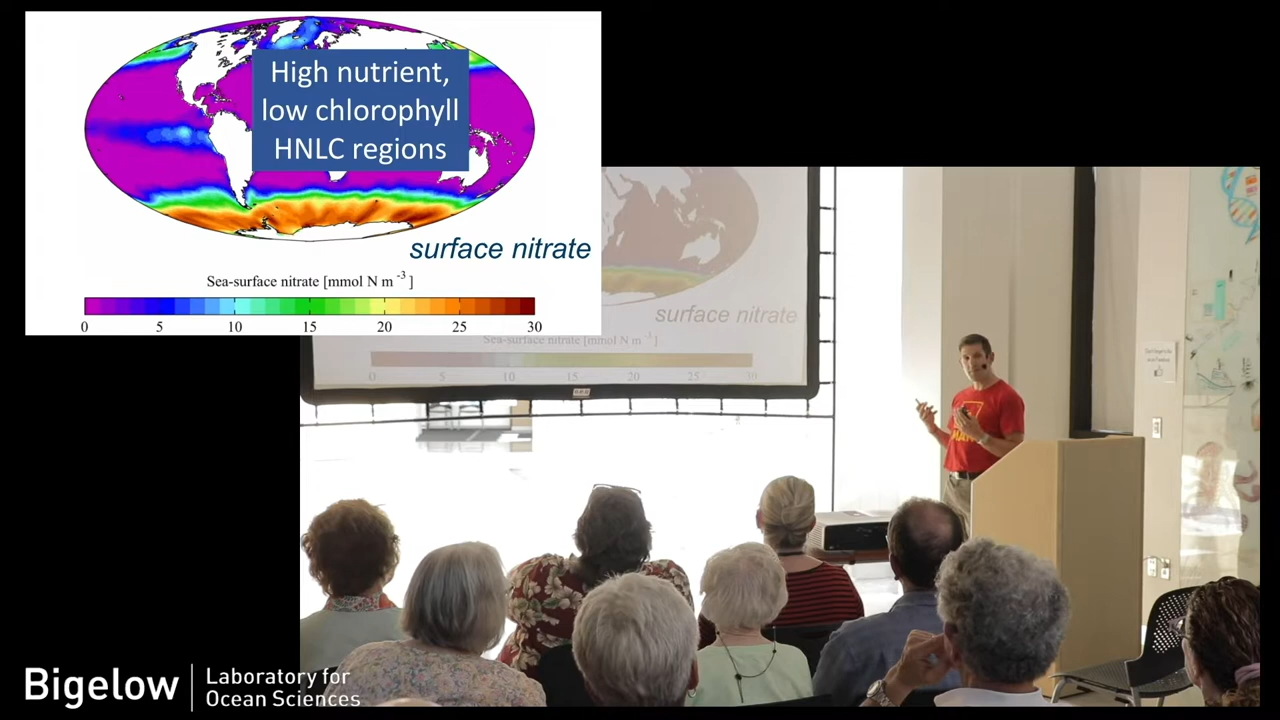 High nutrient,
low chlorophyll
HNLC regions
surface nitrate
Sea-surface nitrate [mmol N m⁻³]
0 5 10 15 20 25 30
surface nitrate
Sea-surface nitrate [mmol N m⁻³]
0 5 10 15 20 25 30
Bigelow
Laboratory for
Ocean Sciences